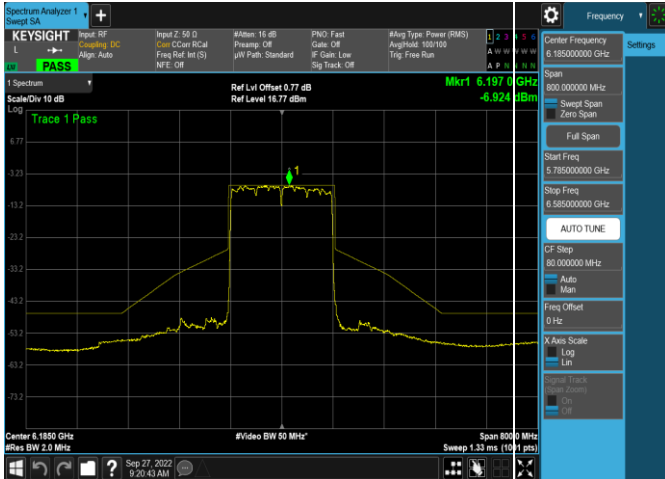 Spectrum Analyzer 1
Swept SA
KEYSIGHT
L
PASS
Input: RF
Coupling: DC
Align: Auto
Input Z: 50 Ω
Corr CCorr RCal
Freq Ref: Int (S)
NFE: Off
#Atten: 16 dB
Preamp: Off
µW Path: Standard
PNO: Fast
Gate: Off
IF Gain: Low
Sig Track: Off
#Avg Type: Power (RMS)
Avg|Hold: 100/100
Trig: Free Run
1 2 3 4 5 6
A W W W W W
A P N N N N
1 Spectrum
Scale/Div 10 dB
Ref Lvl Offset 0.77 dB
Ref Level 16.77 dBm
Mkr1 6.197 0 GHz
-6.924 dBm
Log
Trace 1 Pass
6.77
-3.23
-13.2
-23.2
-33.2
-43.2
-53.2
-63.2
-73.2
1
Center 6.1850 GHz
#Res BW 2.0 MHz
#Video BW 50 MHz*
Span 800.0 MHz
Sweep 1.33 ms (1001 pts)
Sep 27, 2022
9:20:43 AM
Frequency
Settings
Center Frequency
6.185000000 GHz
Span
800.000000 MHz
Swept Span
Zero Span
Full Span
Start Freq
5.785000000 GHz
Stop Freq
6.585000000 GHz
AUTO TUNE
CF Step
80.000000 MHz
Auto
Man
Freq Offset
0 Hz
X Axis Scale
Log
Lin
Signal Track
(Span Zoom)
On
Off